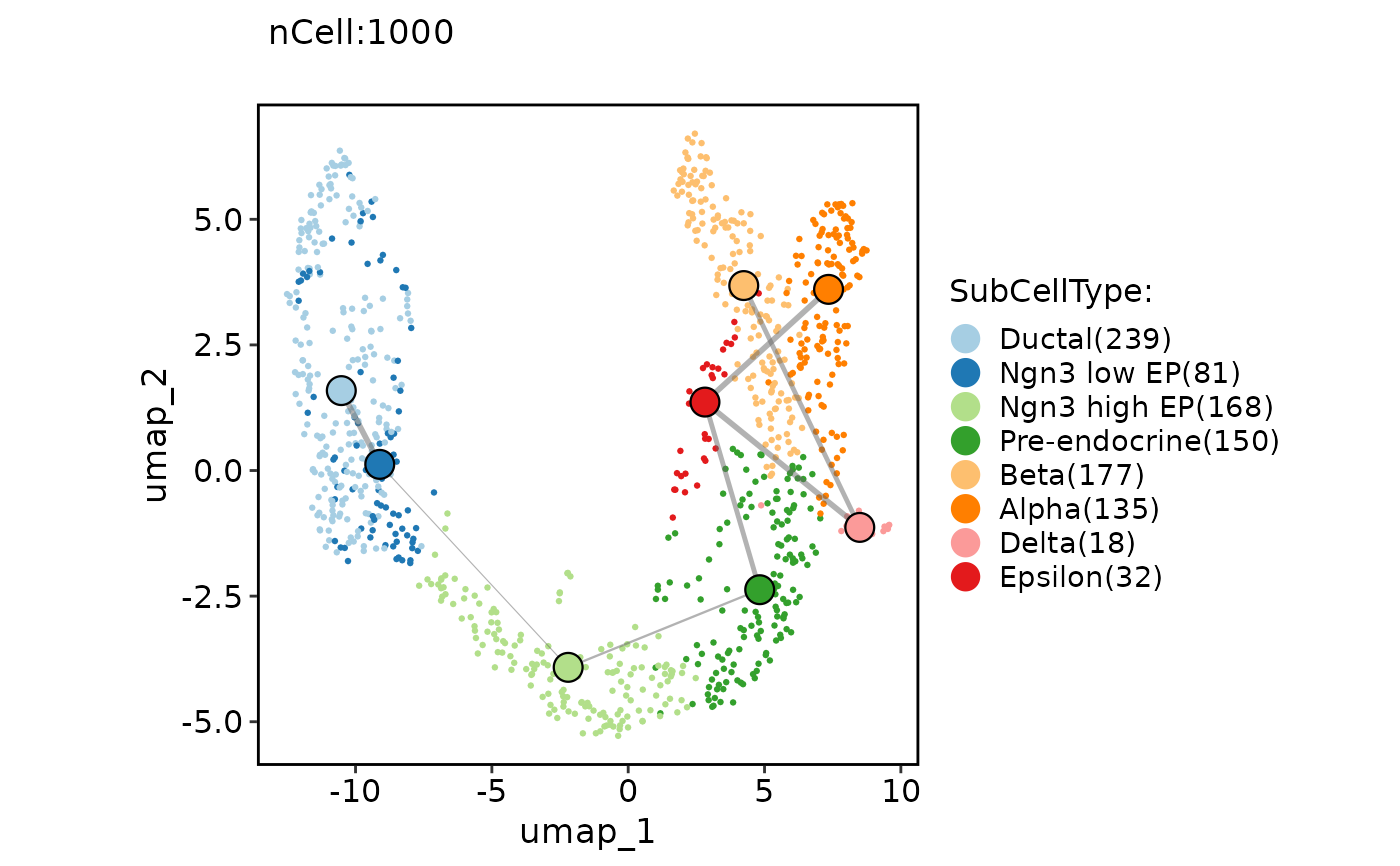 nCell:1000
5.0
2.5
0.0
-2.5
-5.0
umap_2
-10
-5
0
5
10
umap_1
SubCellType:
Ductal(239)
Ngn3 low EP(81)
Ngn3 high EP(168)
Pre-endocrine(150)
Beta(177)
Alpha(135)
Delta(18)
Epsilon(32)